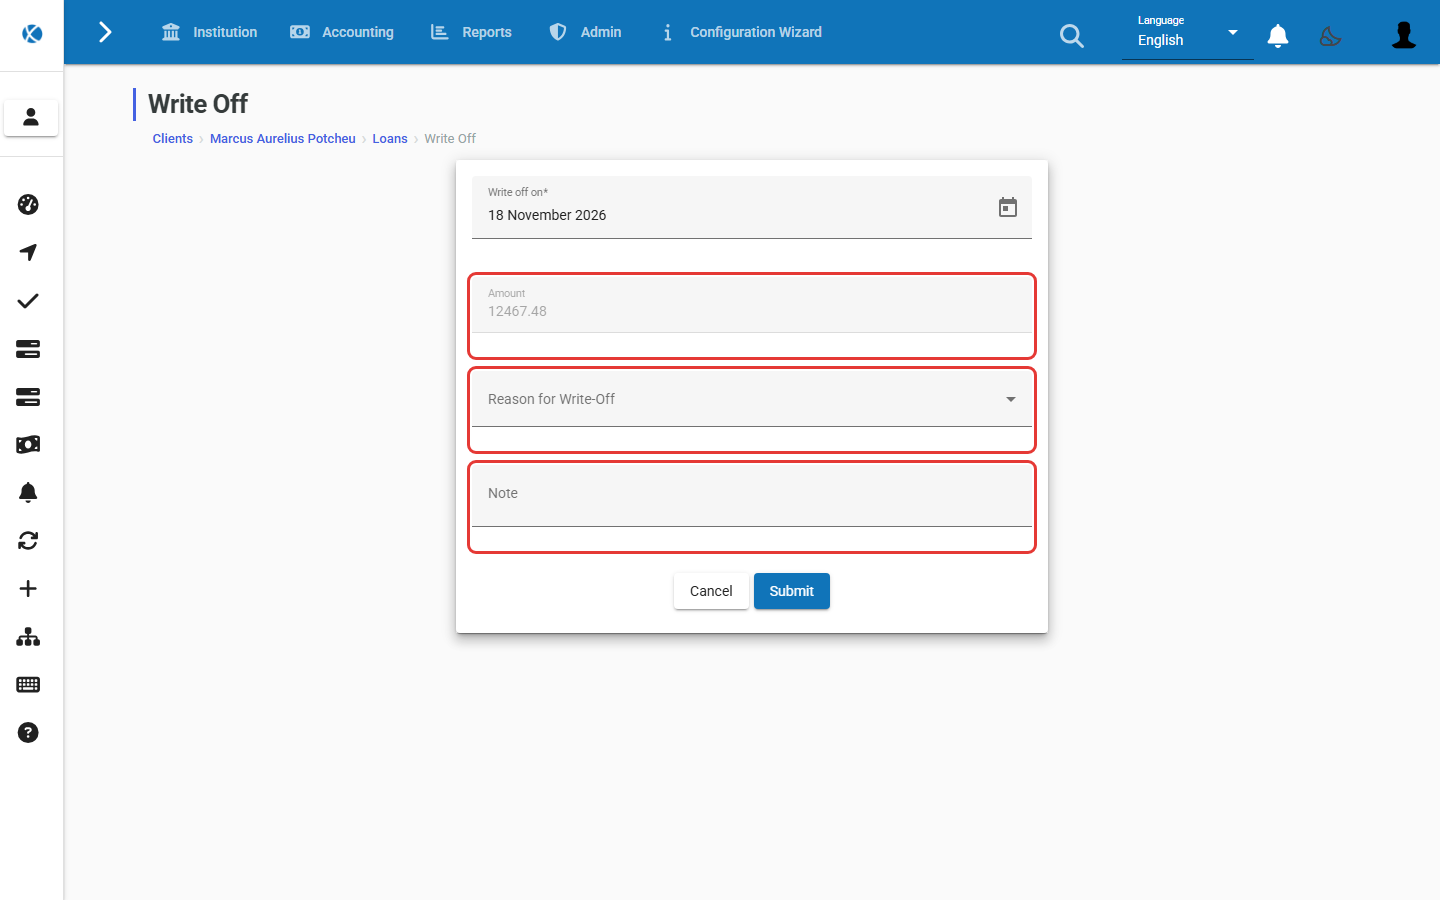 Institution
Accounting
Reports
Admin
Configuration Wizard
Language
English
Write Off
Clients › Marcus Aurelius Potcheu › Loans › Write Off
Write off on*
18 November 2026
Amount
12467.48
Reason for Write-Off
Note
Cancel
Submit